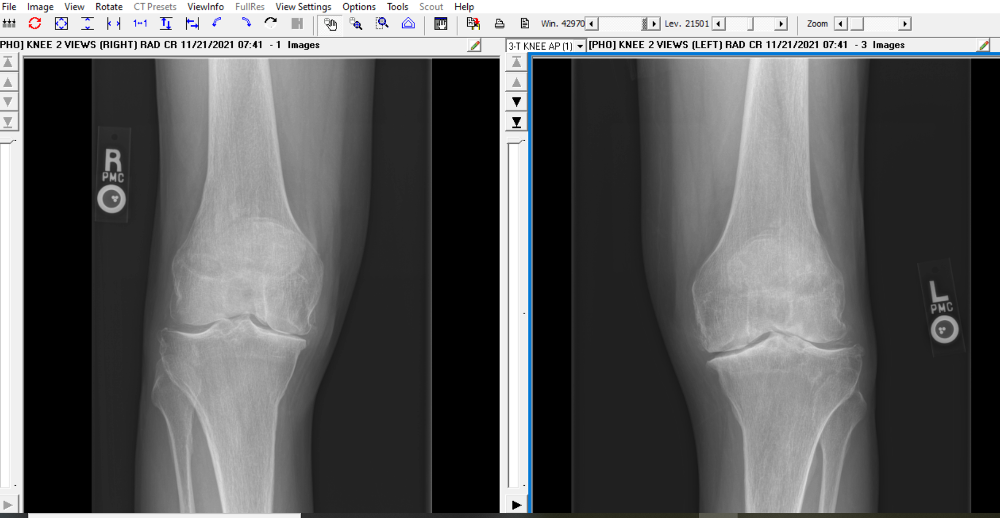 File Image View Rotate CT Presets ViewInfo FullRes View Settings Options Tools Scout Help
1↔1 Win. 42970 Lev. 21501 Zoom
PHO] KNEE 2 VIEWS (RIGHT) RAD CR 11/21/2021 07:41 - 1 Images
3-T KNEE AP (1) [PHO] KNEE 2 VIEWS (LEFT) RAD CR 11/21/2021 07:41 - 3 Images
R
PMC
L
PMC